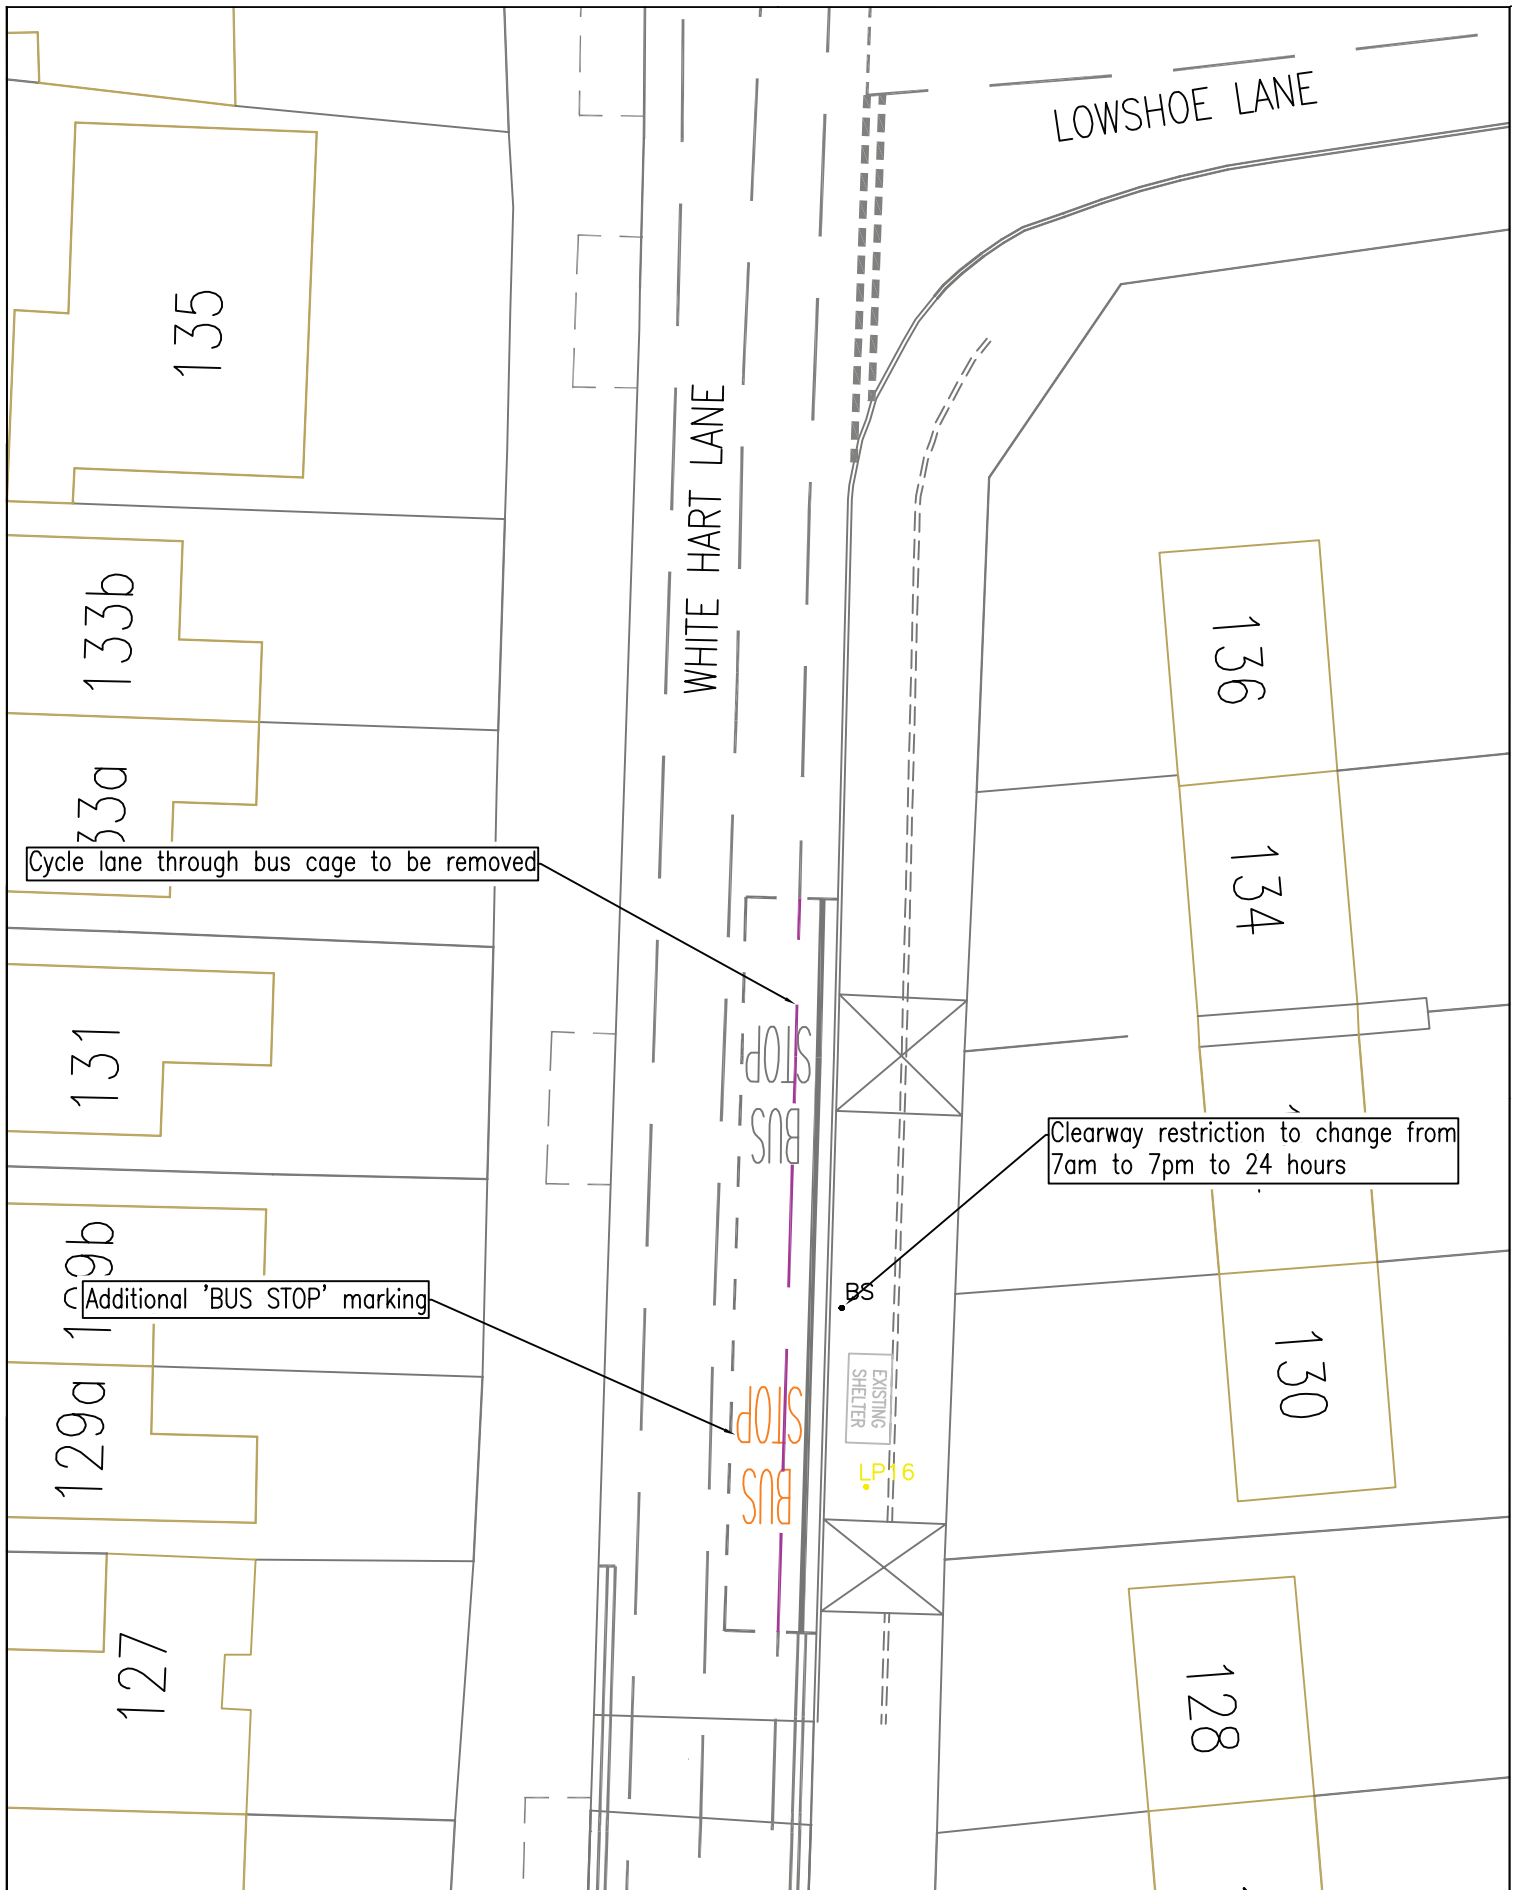 LOWSHOE LANE
135
WHITE HART LANE
133b
136
33a
134
Cycle lane through bus cage to be removed
131
STOP
BUS
Clearway restriction to change from
7am to 7pm to 24 hours
BS
Additional 'BUS STOP' marking
130
129a
EXISTING
SHELTER
STOP
BUS
LP16
127
128